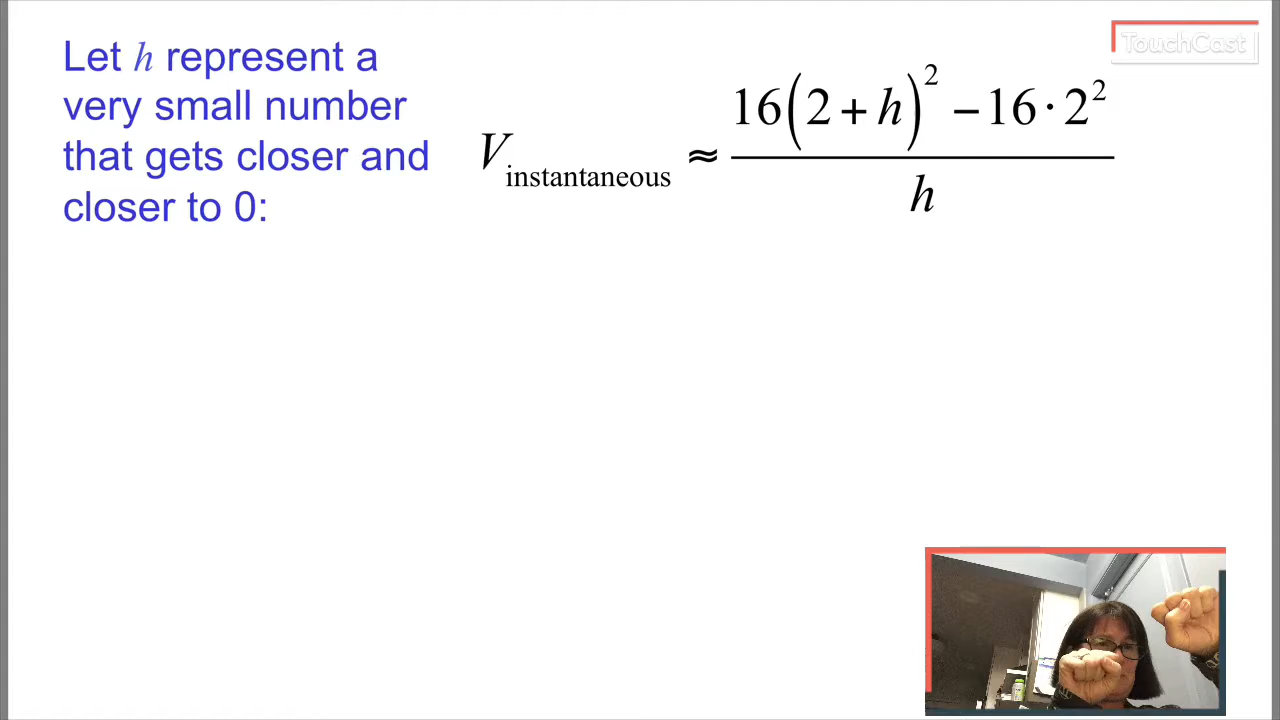 Let h represent a
very small number
that gets closer and
closer to 0:
V_instantaneous ≈ \frac{16(2 + h)^2 − 16 · 2^2}{h}
TouchCast